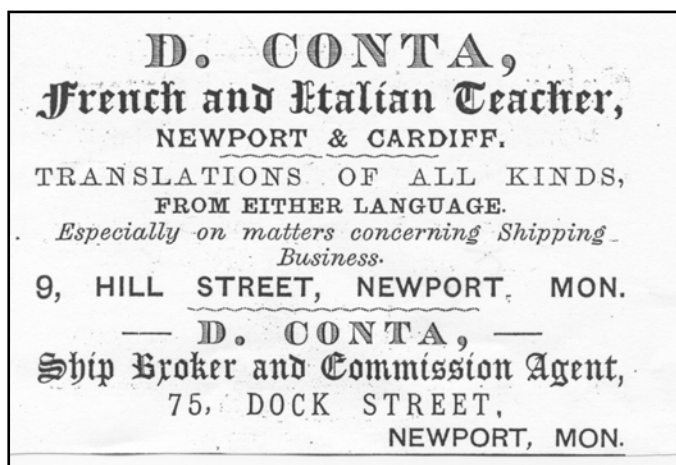 D. CONTA,
French and Italian Teacher,
NEWPORT & CARDIFF.
TRANSLATIONS OF ALL KINDS,
FROM EITHER LANGUAGE.
Especially on matters concerning Shipping
Business.
9, HILL STREET, NEWPORT, MON.
— D. CONTA, —
Ship Broker and Commission Agent,
75, DOCK STREET,
NEWPORT, MON.